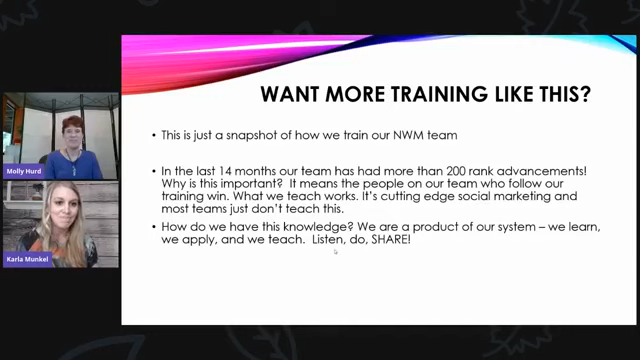 WANT MORE TRAINING LIKE THIS?
• This is just a snapshot of how we train our NWM team
• In the last 14 months our team has had more than 200 rank advancements!
Why is this important? It means the people on our team who follow our
training win. What we teach works. It's cutting edge social marketing and
most teams just don't teach this.
• How do we have this knowledge? We are a product of our system – we learn,
we apply, and we teach. Listen, do, SHARE!
Molly Hurd
Karla Munkel